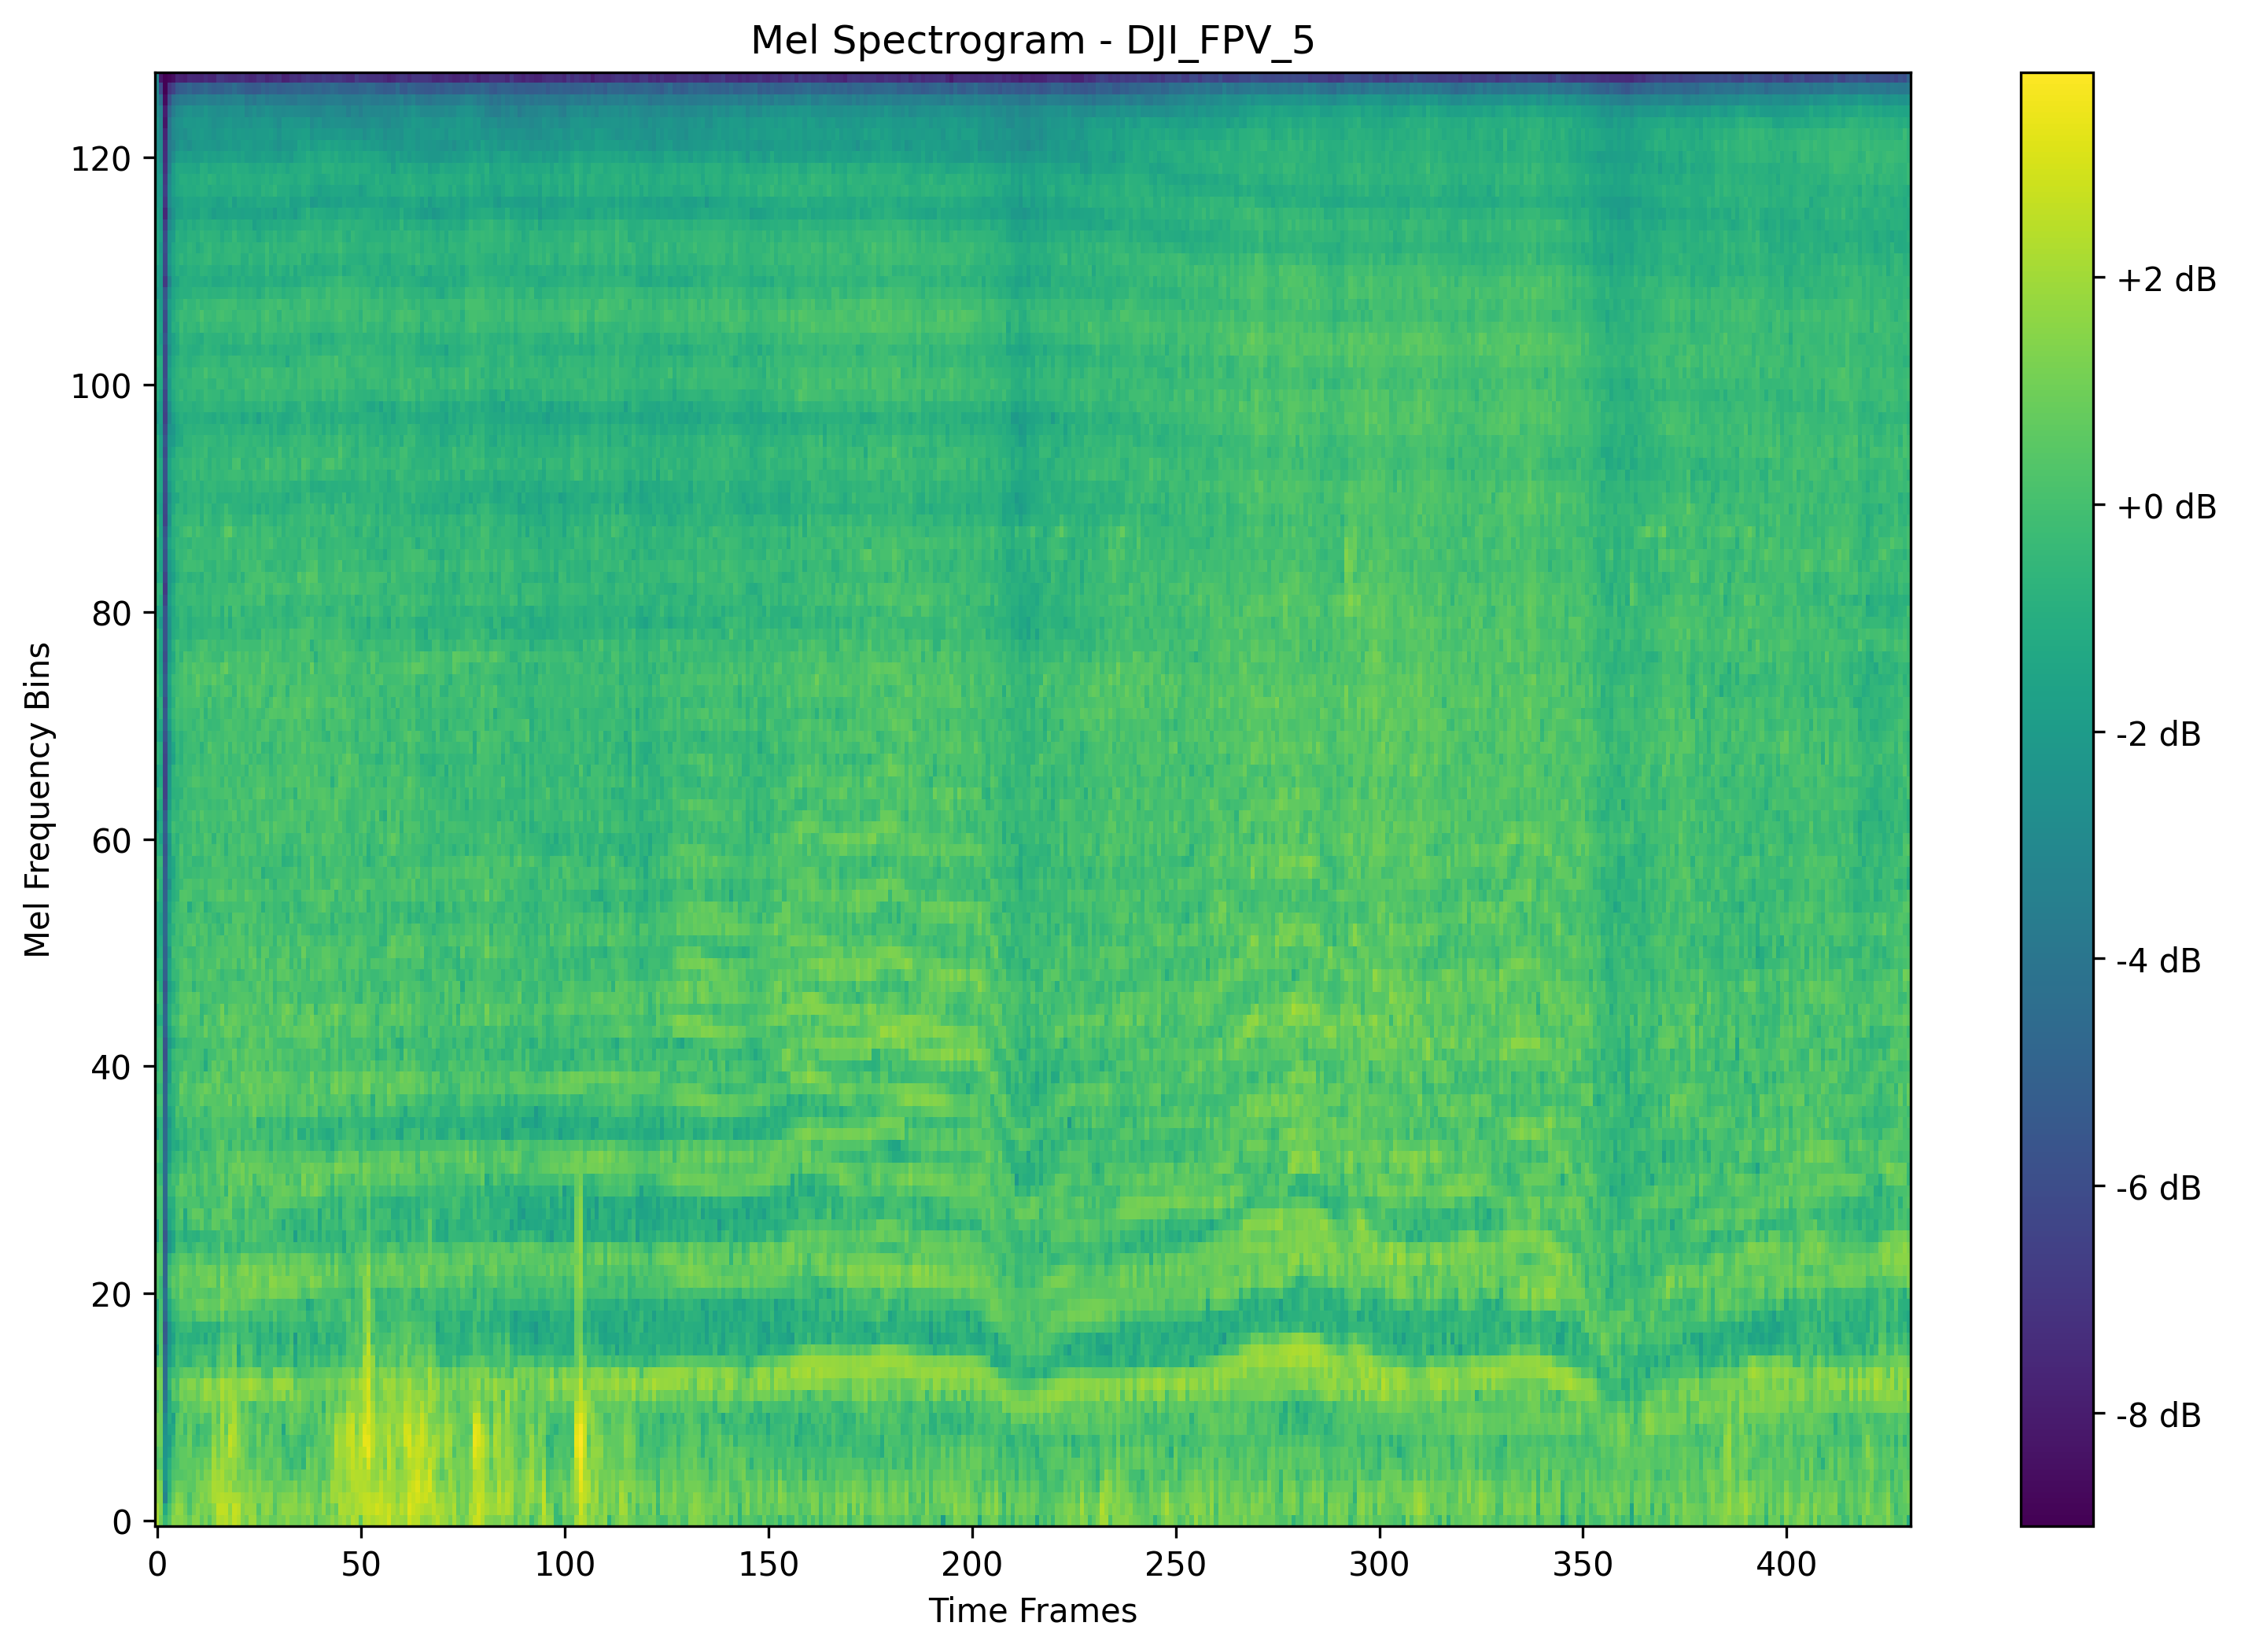 Mel Spectrogram - DJI_FPV_5
Mel Frequency Bins
120
100
80
60
40
20
0
0 50 100 150 200 250 300 350 400
Time Frames
+2 dB
+0 dB
-2 dB
-4 dB
-6 dB
-8 dB